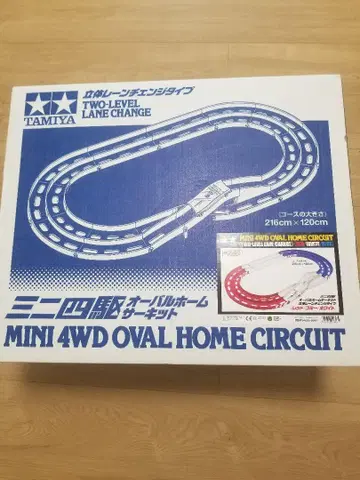 TAMIYA
立体レーンチェンジタイプ
TWO-LEVEL
LANE CHANGE
(コースの大きさ)
216cm×120cm
MINI 4WD OVAL HOME CIRCUIT
ミニ四駆
オーバルホーム
サーキット
MINI 4WD OVAL HOME CIRCUIT